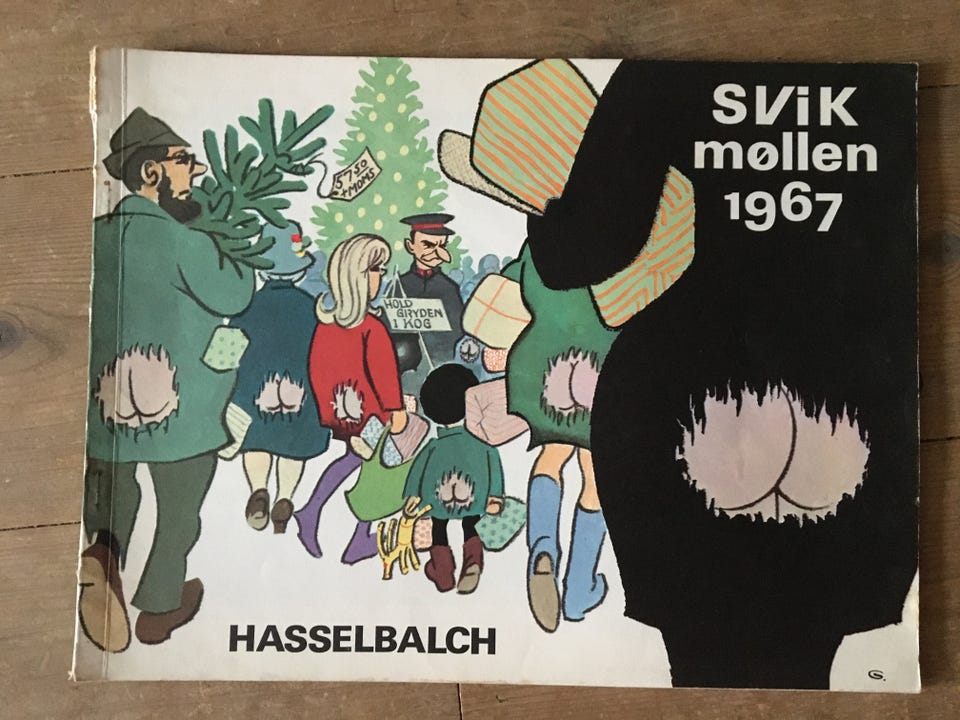 SViK
møllen
1967
57 50
+ MOMS
HOLD
GRYDEN
I KOG
HASSELBALCH
G.